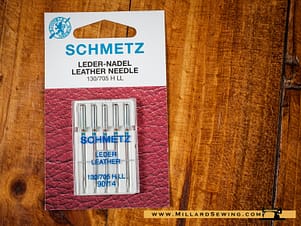 SCHMETZ
LEDER-NADEL
LEATHER NEEDLE
130/705 H LL
SCHMETZ
LEDER
LEATHER
130/705 H LL
90/14
www.MillardSewing.com